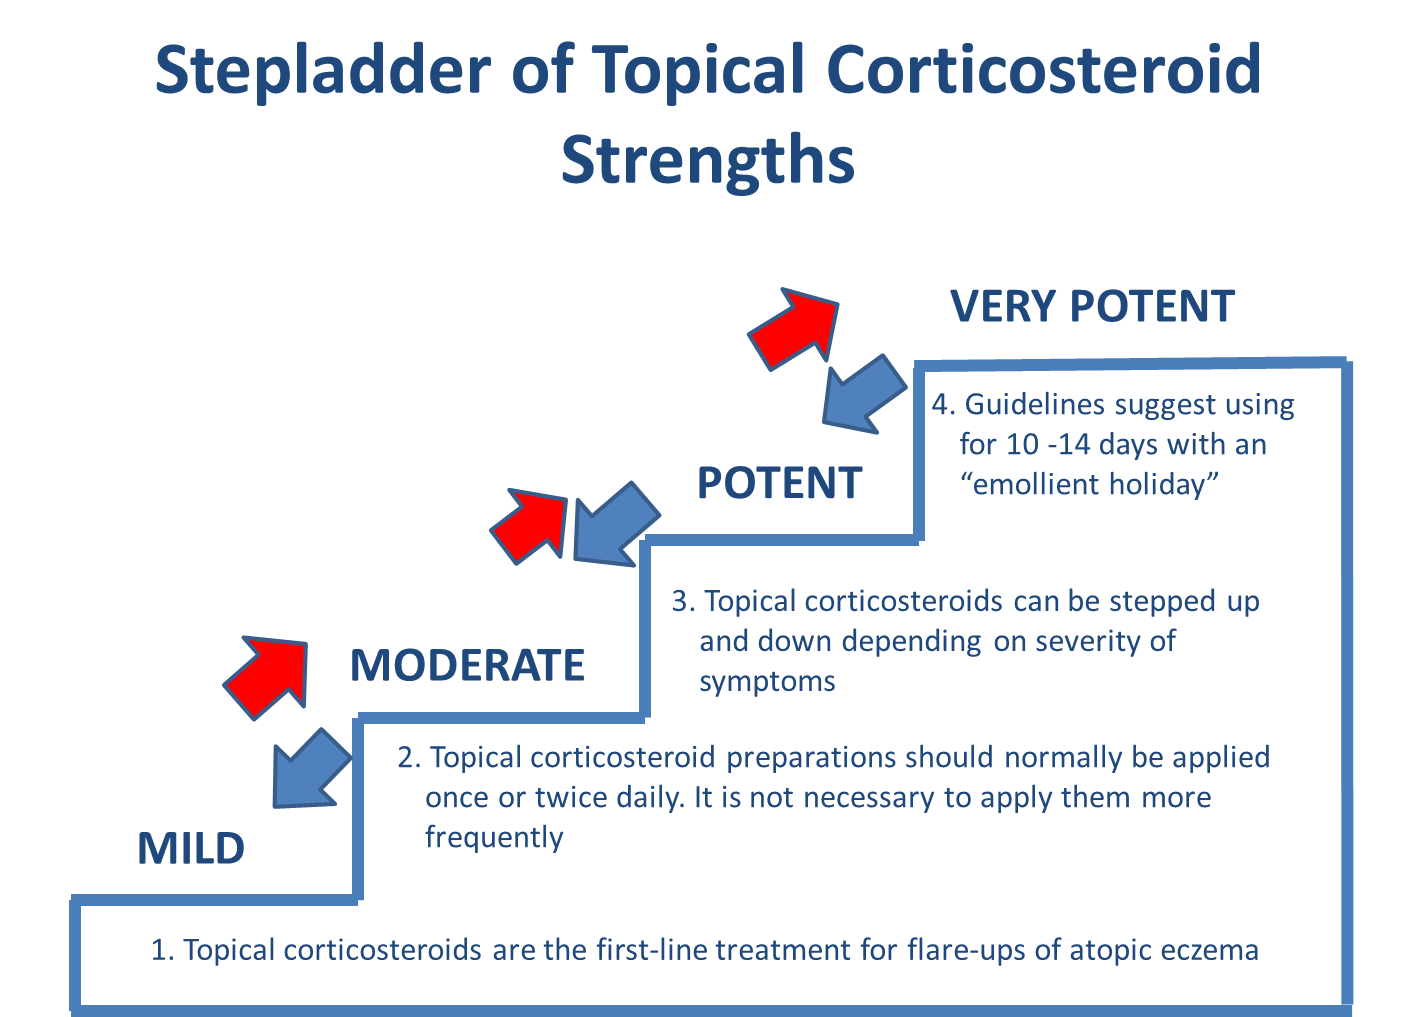 Stepladder of Topical Corticosteroid
Strengths
VERY POTENT
4. Guidelines suggest using
for 10 -14 days with an
“emollient holiday”
POTENT
3. Topical corticosteroids can be stepped up
and down depending on severity of
symptoms
MODERATE
2. Topical corticosteroid preparations should normally be applied
once or twice daily. It is not necessary to apply them more
frequently
MILD
1. Topical corticosteroids are the first-line treatment for flare-ups of atopic eczema